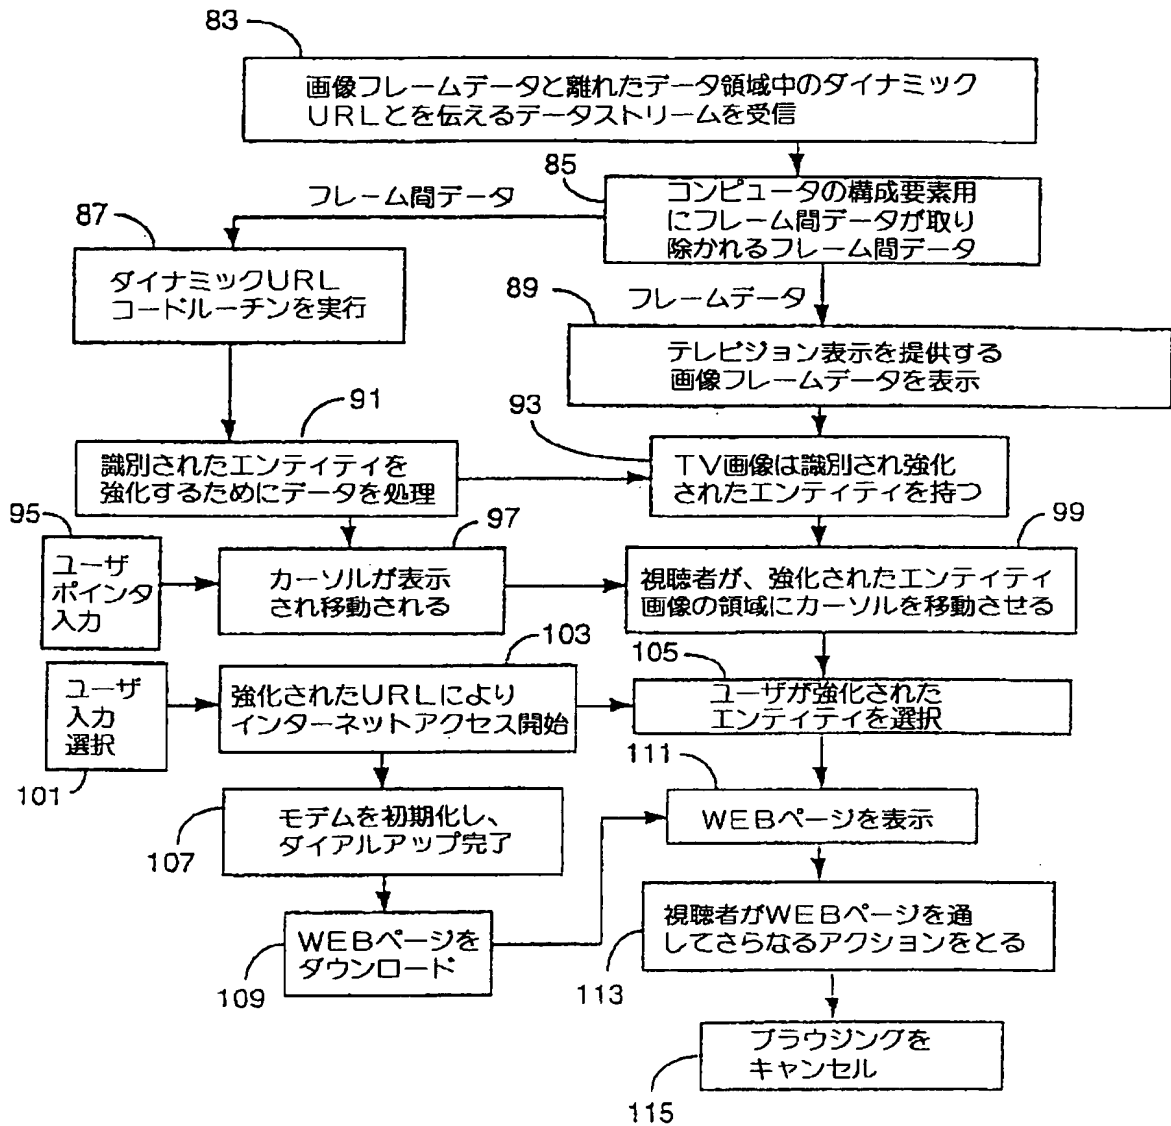 83
画像フレームデータと離れたデータ領域中のダイナミック
URLとを伝えるデータストリームを受信
85
コンピュータの構成要素用
にフレーム間データが取り
除かれるフレーム間データ
フレーム間データ
87
ダイナミックURL
コードルーチンを実行
フレームデータ
89
テレビジョン表示を提供する
画像フレームデータを表示
91
識別されたエンティティを
強化するためにデータを処理
93
TV画像は識別され強化
されたエンティティを持つ
95
ユーザ
ポインタ
入力
97
カーソルが表示
され移動される
99
視聴者が、強化されたエンティティ
画像の領域にカーソルを移動させる
101
ユーザ
入力
選択
103
強化されたURLにより
インターネットアクセス開始
105
ユーザが強化された
エンティティを選択
107
モデムを初期化し、
ダイアルアップ完了
111
WEBページを表示
109
WEBページを
ダウンロード
113
視聴者がWEBページを通
してさらなるアクションをとる
115
ブラウジングを
キャンセル